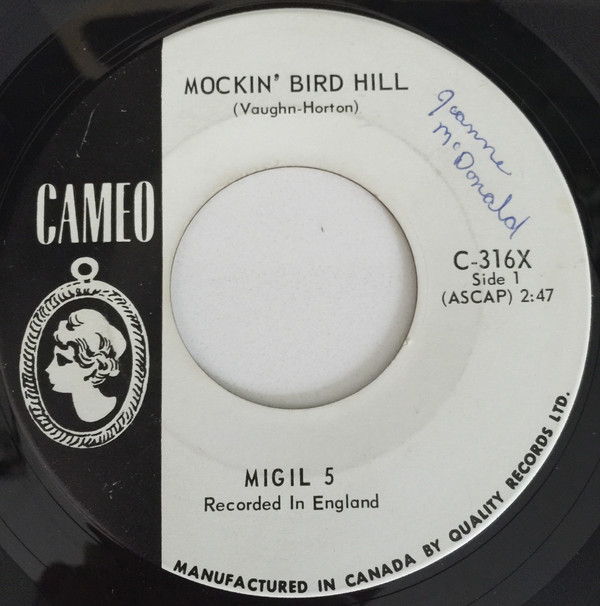 MOCKIN' BIRD HILL
(Vaughn-Horton)
Jeanne
McDonald
CAMEO
C-316X
Side 1
(ASCAP) 2:47
MIGIL 5
Recorded In England
MANUFACTURED IN CANADA BY QUALITY RECORDS LTD.